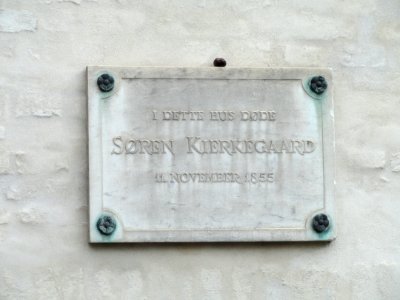 I DETTE HUS DØDE
SØREN KIERKEGAARD
11. NOVEMBER 1855